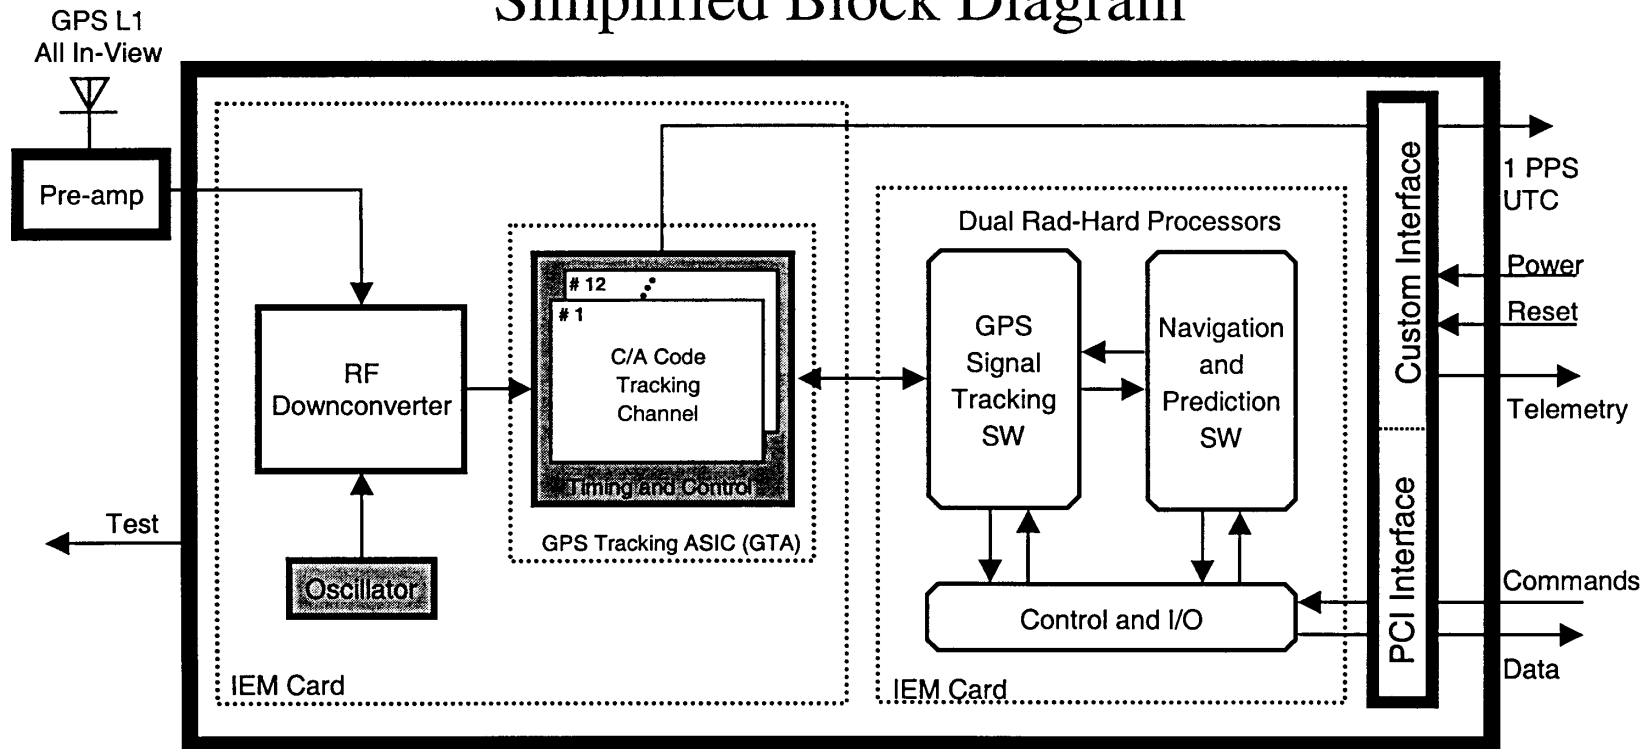 Simplified Block Diagram
GPS L1
All In-View
Pre-amp
1 PPS
UTC
Custom Interface
Dual Rad-Hard Processors
Power
Reset
# 12
# 1
C/A Code
Tracking
Channel
Timing and Control
GPS Tracking ASIC (GTA)
RF
Downconverter
GPS
Signal
Tracking
SW
Navigation
and
Prediction
SW
Telemetry
Test
Oscillator
PCI Interface
Commands
Control and I/O
Data
IEM Card
IEM Card